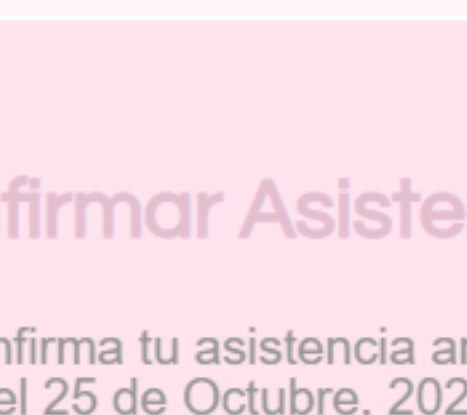 firmar Asiste
nfirma tu asistencia a
el 25 de Octubre, 202